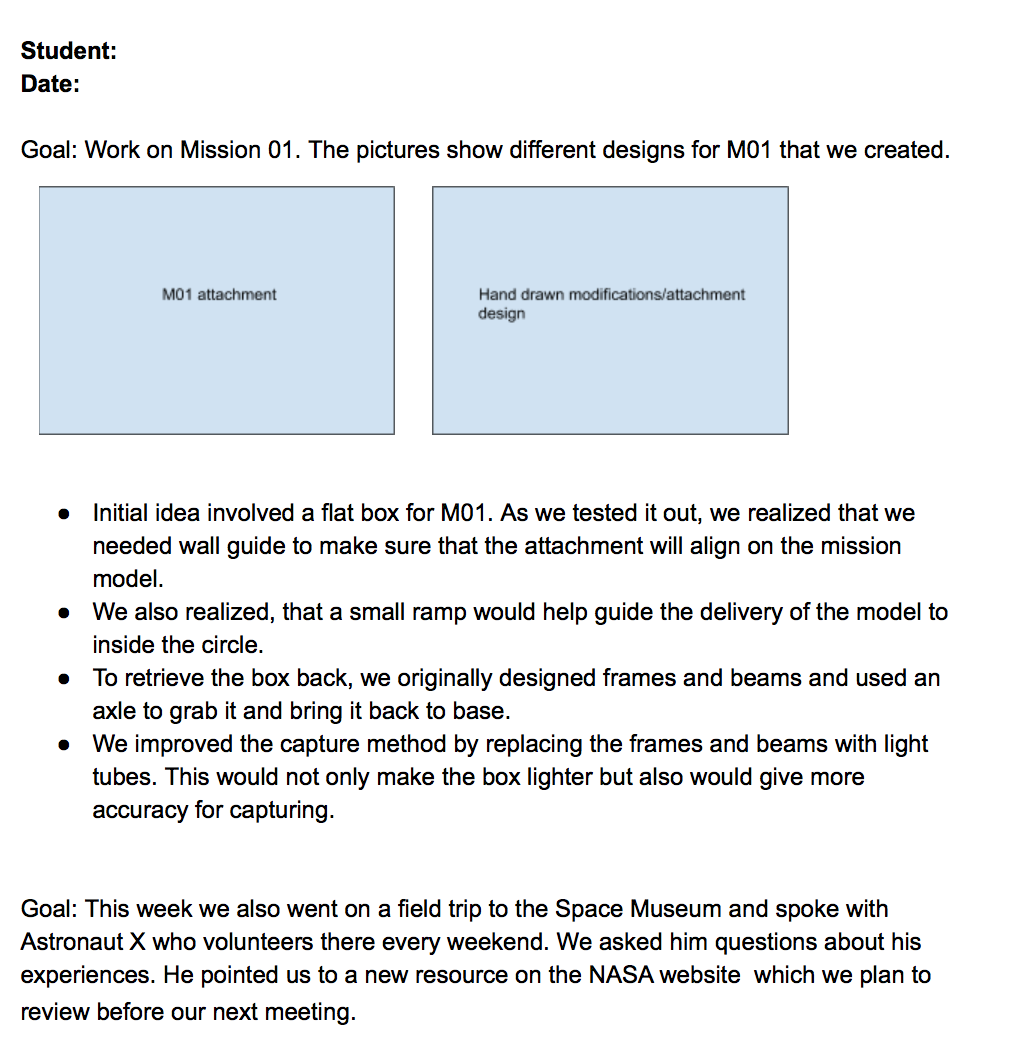 Student:
Date:
Goal: Work on Mission 01. The pictures show different designs for M01 that we created.
M01 attachment
Hand drawn modifications/attachment
design
● Initial idea involved a flat box for M01. As we tested it out, we realized that we
needed wall guide to make sure that the attachment will align on the mission
model.
● We also realized, that a small ramp would help guide the delivery of the model to
inside the circle.
● To retrieve the box back, we originally designed frames and beams and used an
axle to grab it and bring it back to base.
● We improved the capture method by replacing the frames and beams with light
tubes. This would not only make the box lighter but also would give more
accuracy for capturing.
Goal: This week we also went on a field trip to the Space Museum and spoke with
Astronaut X who volunteers there every weekend. We asked him questions about his
experiences. He pointed us to a new resource on the NASA website  which we plan to
review before our next meeting.